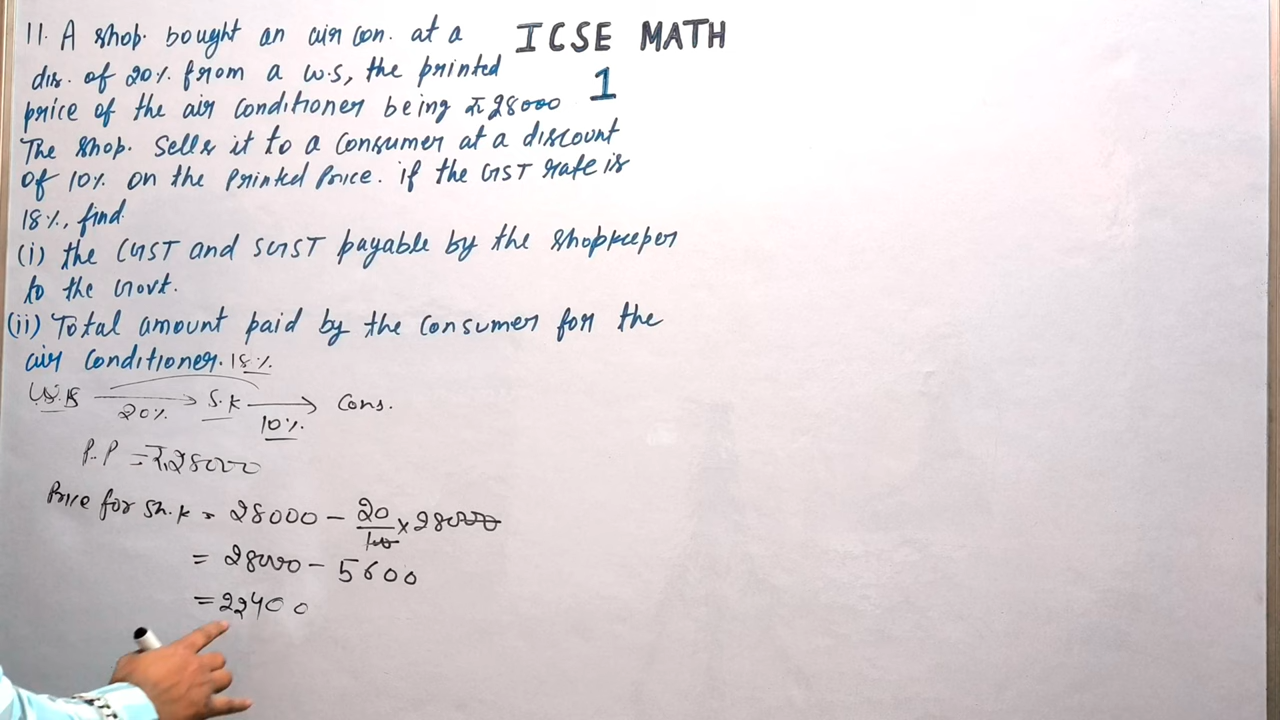 11. A shop. bought an air con. at a
dis. of 20% from a w.s, the printed
price of the air conditioner being ₹28000
The shop. sells it to a consumer at a discount
of 10% on the printed price. if the GST rate is
18%, find
(i) the CGST and SGST payable by the shopkeeper
to the Govt.
(ii) Total amount paid by the consumer for the
air conditioner.
ICSE MATH
1
18%
W.S → S.K → Cons.
20% 10%
P.P = ₹28000
Price for Sh.k = 28000 - 20/100 × 28000
= 28000 - 5600
= 22400